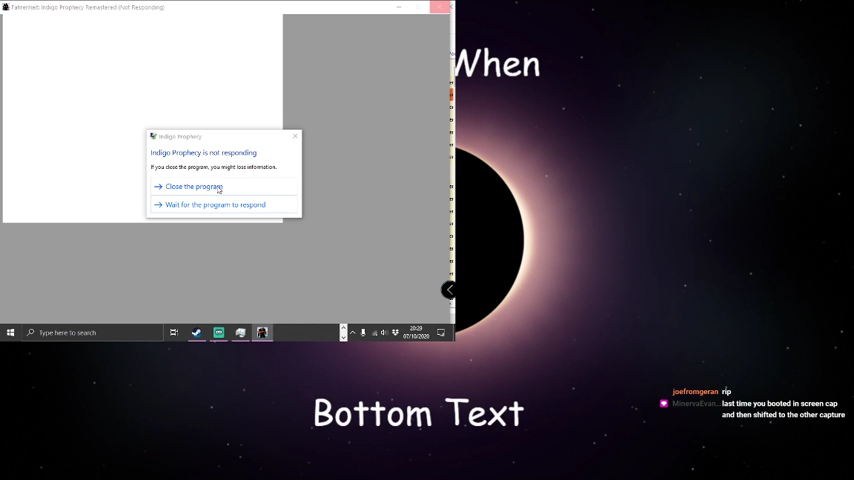 Fahrenheit: Indigo Prophecy Remastered (Not Responding)
When
Indigo Prophecy
Indigo Prophecy is not responding
If you close the program, you might lose information.
Close the program
Wait for the program to respond
Type here to search
20:29
07/10/2020
joefromgeran rip
MinervaEvan... last time you booted in screen cap
and then shifted to the other capture
Bottom Text